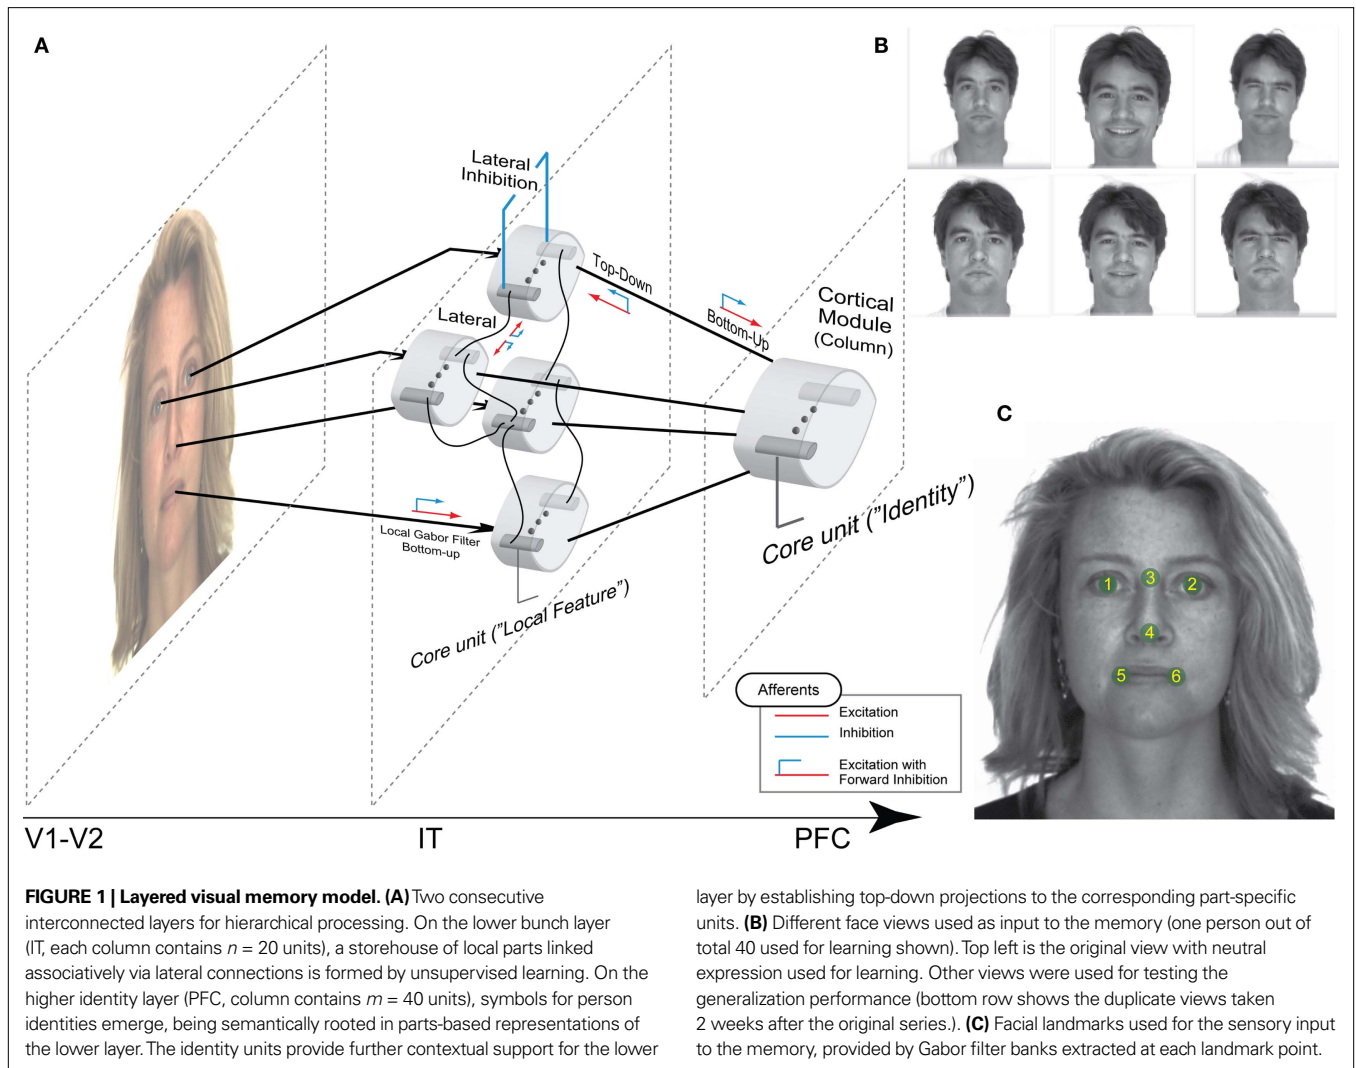 A
B
Lateral
Inhibition
Top-Down
Bottom-Up
Cortical
Module
(Column)
Lateral
C
Local Gabor Filter
Bottom-up
Core unit ("Identity")
Core unit ("Local Feature")
1
3
2
4
5
6
Afferents
Excitation
Inhibition
Excitation with
Forward Inhibition
V1-V2
IT
PFC
FIGURE 1 | Layered visual memory model. (A) Two consecutive
interconnected layers for hierarchical processing. On the lower bunch layer
(IT, each column contains n = 20 units), a storehouse of local parts linked
associatively via lateral connections is formed by unsupervised learning. On the
higher identity layer (PFC, column contains m = 40 units), symbols for person
identities emerge, being semantically rooted in parts-based representations of
the lower layer. The identity units provide further contextual support for the lower
layer by establishing top-down projections to the corresponding part-specific
units. (B) Different face views used as input to the memory (one person out of
total 40 used for learning shown). Top left is the original view with neutral
expression used for learning. Other views were used for testing the
generalization performance (bottom row shows the duplicate views taken
2 weeks after the original series.). (C) Facial landmarks used for the sensory input
to the memory, provided by Gabor filter banks extracted at each landmark point.